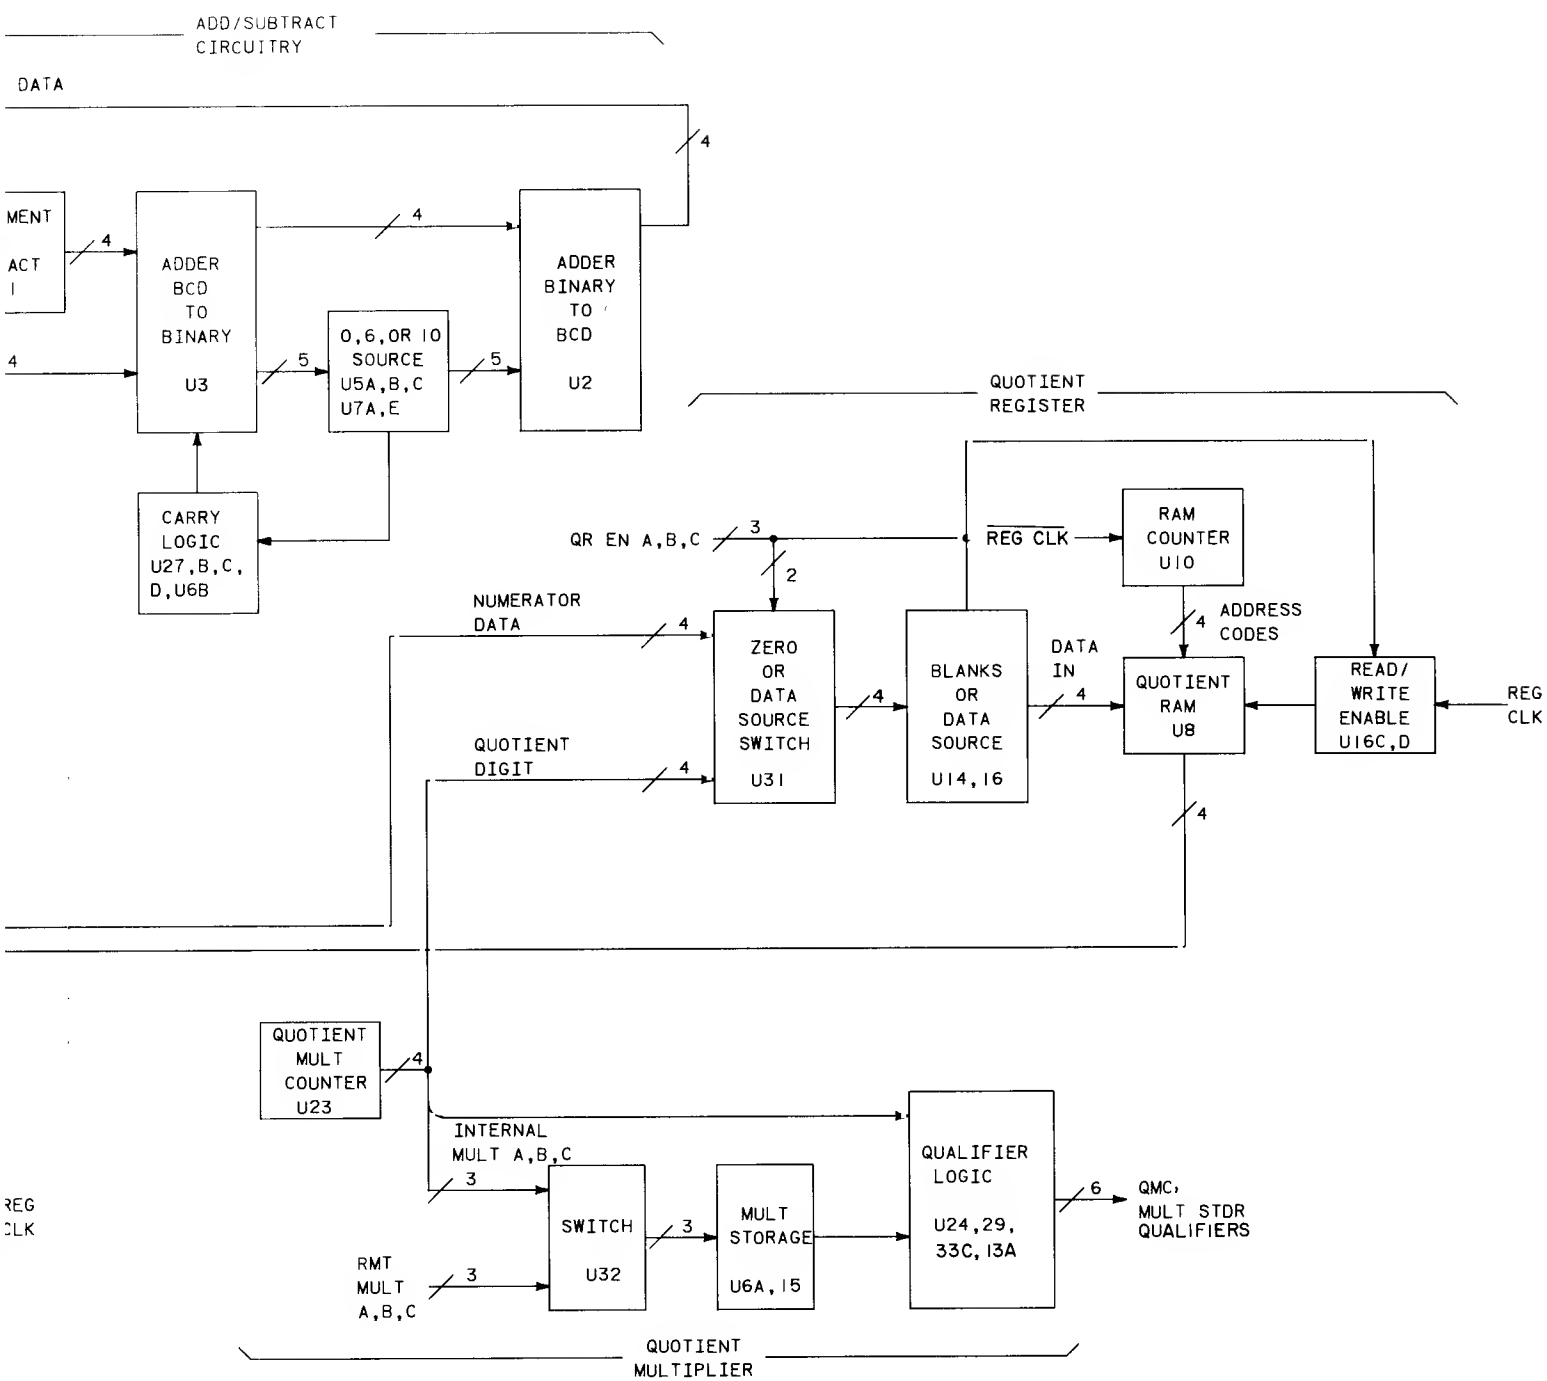 ADD/SUBTRACT
CIRCUITRY
DATA
4
MENT
ACT
4
4
ADDER
BCD
TO
BINARY
U3
4
5
0,6,OR 10
SOURCE
U5A,B,C
U7A,E
5
ADDER
BINARY
TO
BCD
U2
4
CARRY
LOGIC
U27,B,C,
D,U6B
QUOTIENT
REGISTER
QR EN A,B,C
3
2
REG CLK
RAM
COUNTER
U10
4
ADDRESS
CODES
NUMERATOR
DATA
4
QUOTIENT
DIGIT
4
ZERO
OR
DATA
SOURCE
SWITCH
U31
4
BLANKS
OR
DATA
SOURCE
U14,16
DATA
IN
4
QUOTIENT
RAM
U8
READ/
WRITE
ENABLE
U16C,D
REG
CLK
4
QUOTIENT
MULT
COUNTER
U23
4
INTERNAL
MULT A,B,C
3
REG
CLK
RMT
MULT
A,B,C
3
SWITCH
U32
3
MULT
STORAGE
U6A,15
QUALIFIER
LOGIC
U24,29,
33C,13A
6
QMC,
MULT STDR
QUALIFIERS
QUOTIENT
MULTIPLIER